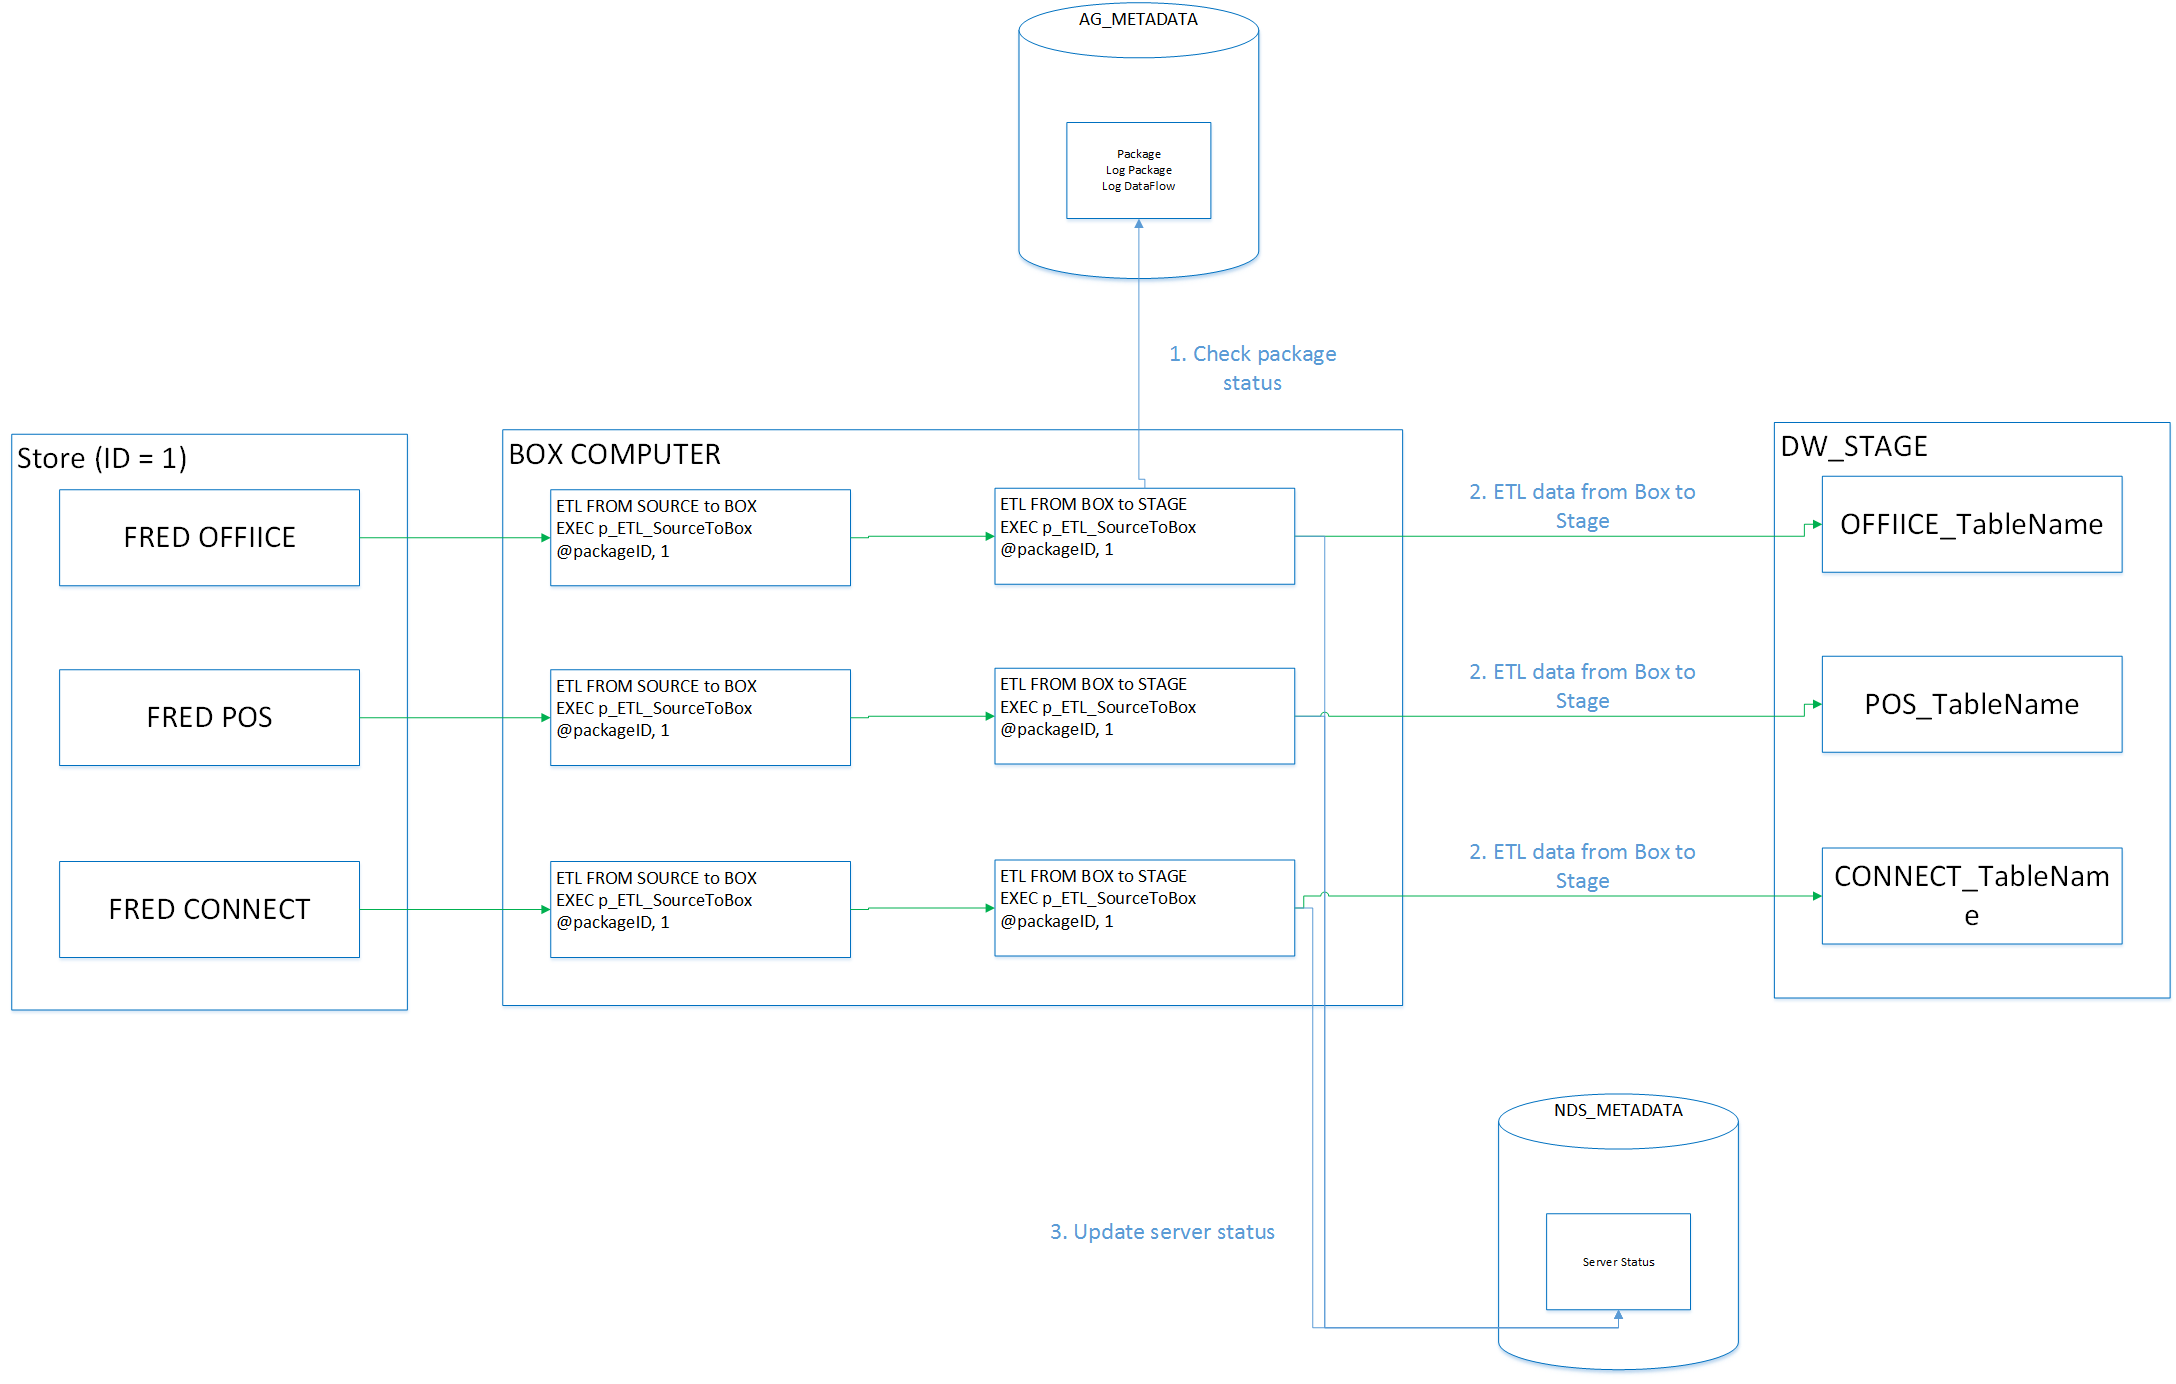 AG_METADATA
Package
Log Package
Log DataFlow
1. Check package
status
Store (ID = 1)
FRED OFFIICE
FRED POS
FRED CONNECT
BOX COMPUTER
ETL FROM SOURCE to BOX
EXEC p_ETL_SourceToBox
@packageID, 1
ETL FROM BOX to STAGE
EXEC p_ETL_SourceToBox
@packageID, 1
ETL FROM SOURCE to BOX
EXEC p_ETL_SourceToBox
@packageID, 1
ETL FROM BOX to STAGE
EXEC p_ETL_SourceToBox
@packageID, 1
ETL FROM SOURCE to BOX
EXEC p_ETL_SourceToBox
@packageID, 1
ETL FROM BOX to STAGE
EXEC p_ETL_SourceToBox
@packageID, 1
2. ETL data from Box to
Stage
2. ETL data from Box to
Stage
2. ETL data from Box to
Stage
DW_STAGE
OFFIICE_TableName
POS_TableName
CONNECT_TableNam
e
NDS_METADATA
3. Update server status
Server Status